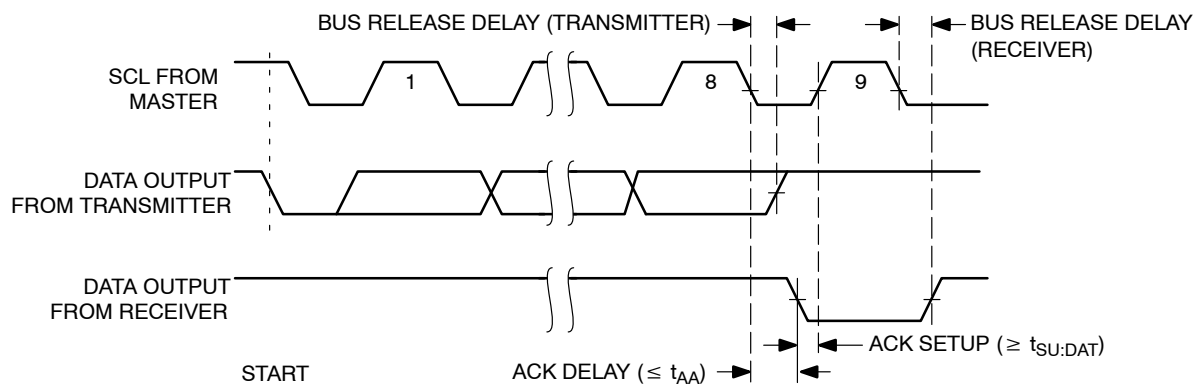 BUS RELEASE DELAY (TRANSMITTER)
BUS RELEASE DELAY
(RECEIVER)
SCL FROM
MASTER
1
8
9
DATA OUTPUT
FROM TRANSMITTER
DATA OUTPUT
FROM RECEIVER
ACK SETUP (≥ tSU:DAT)
START
ACK DELAY (≤ tAA)